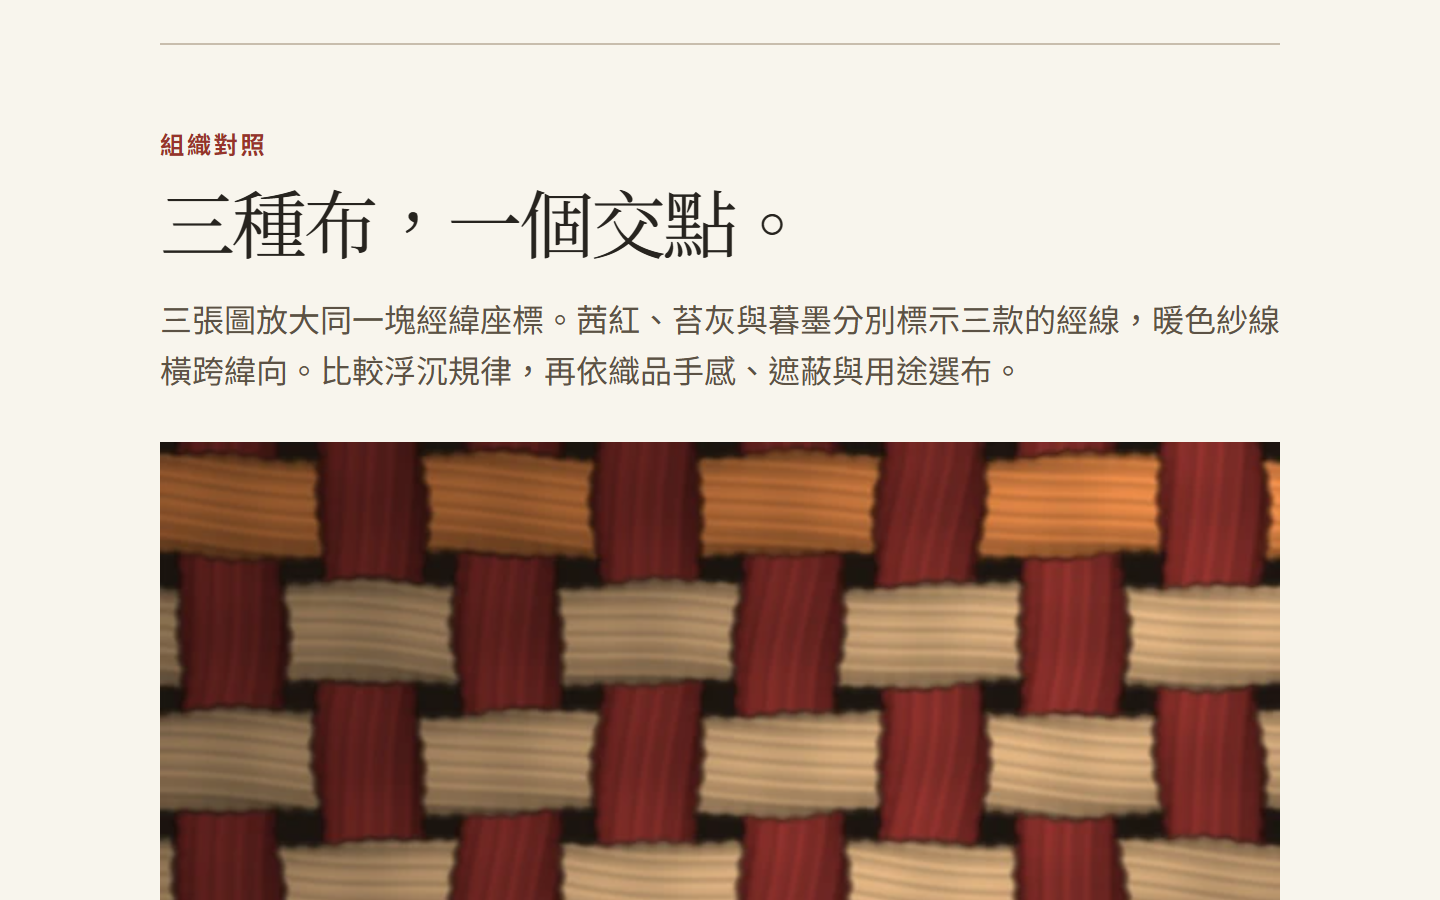 組織對照
三種布，一個交點。
三張圖放大同一塊經緯座標。茜紅、苔灰與暮墨分別標示三款的經線，暖色紗線
橫跨緯向。比較浮沉規律，再依織品手感、遮蔽與用途選布。